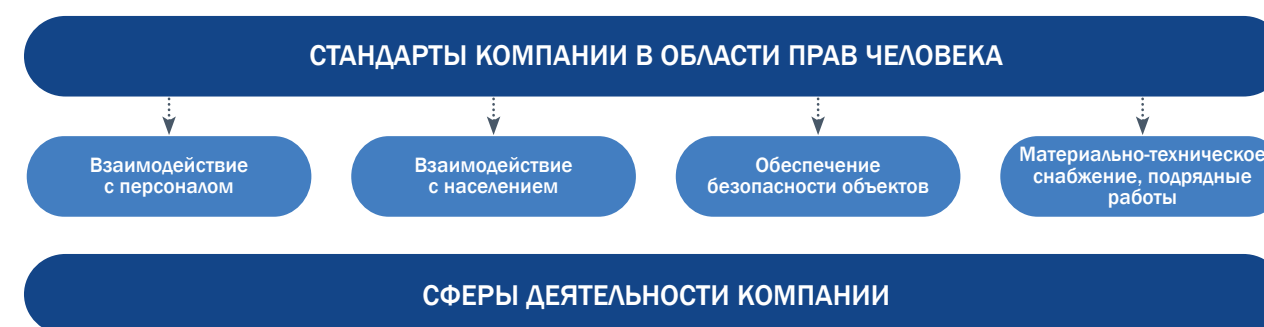 СТАНДАРТЫ КОМПАНИИ В ОБЛАСТИ ПРАВ ЧЕЛОВЕКА
Взаимодействие
с персоналом
Взаимодействие
с населением
Обеспечение
безопасности объектов
Материально-техническое
снабжение, подрядные
работы
СФЕРЫ ДЕЯТЕЛЬНОСТИ КОМПАНИИ